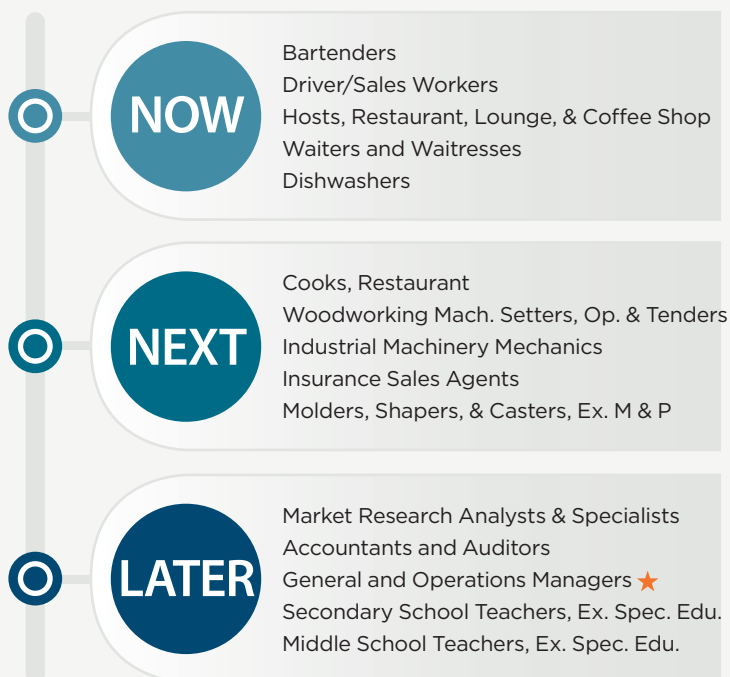 NOW
Bartenders
Driver/Sales Workers
Hosts, Restaurant, Lounge, & Coffee Shop
Waiters and Waitresses
Dishwashers
NEXT
Cooks, Restaurant
Woodworking Mach. Setters, Op. & Tenders
Industrial Machinery Mechanics
Insurance Sales Agents
Molders, Shapers, & Casters, Ex. M & P
LATER
Market Research Analysts & Specialists
Accountants and Auditors
General and Operations Managers
Secondary School Teachers, Ex. Spec. Edu.
Middle School Teachers, Ex. Spec. Edu.